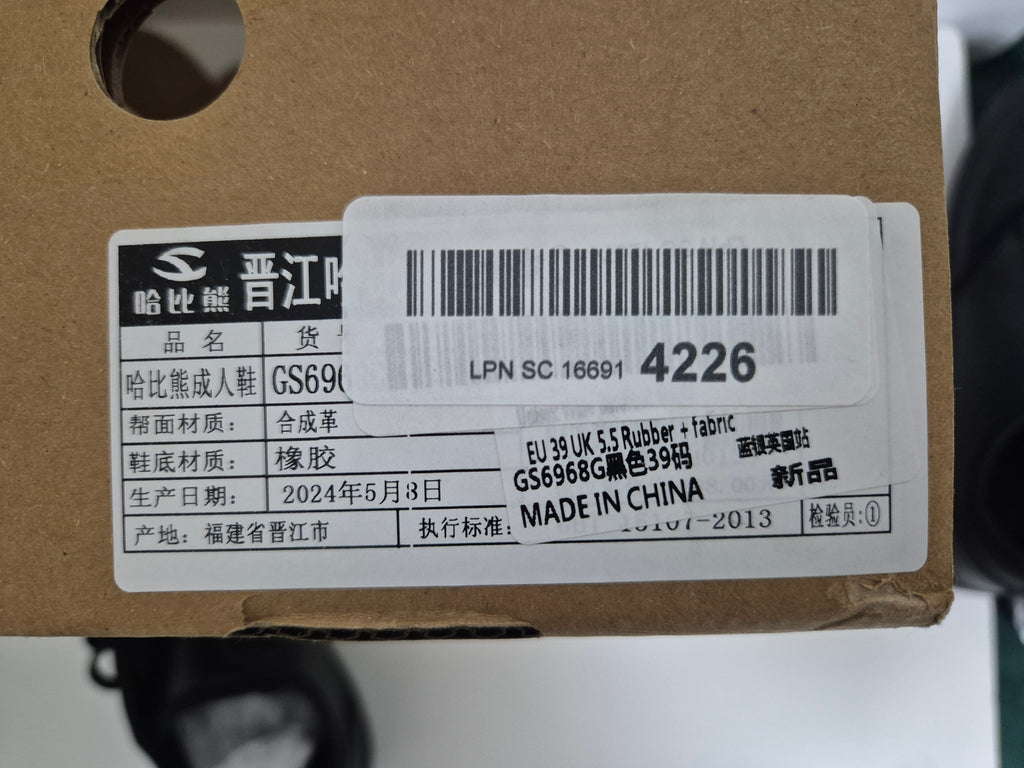 哈比熊
晋江
品名
货
哈比熊成人鞋
GS696
帮面材质：
合成革
鞋底材质：
橡胶
生产日期：
2024年5月8日
产地：福建省晋江市
执行标准：
15107-2013
检验员：①
LPN SC 16691 4226
EU 39 UK 5.5 Rubber + fabric
GS6968G黑色39码
蓝银英国站
新品
MADE IN CHINA